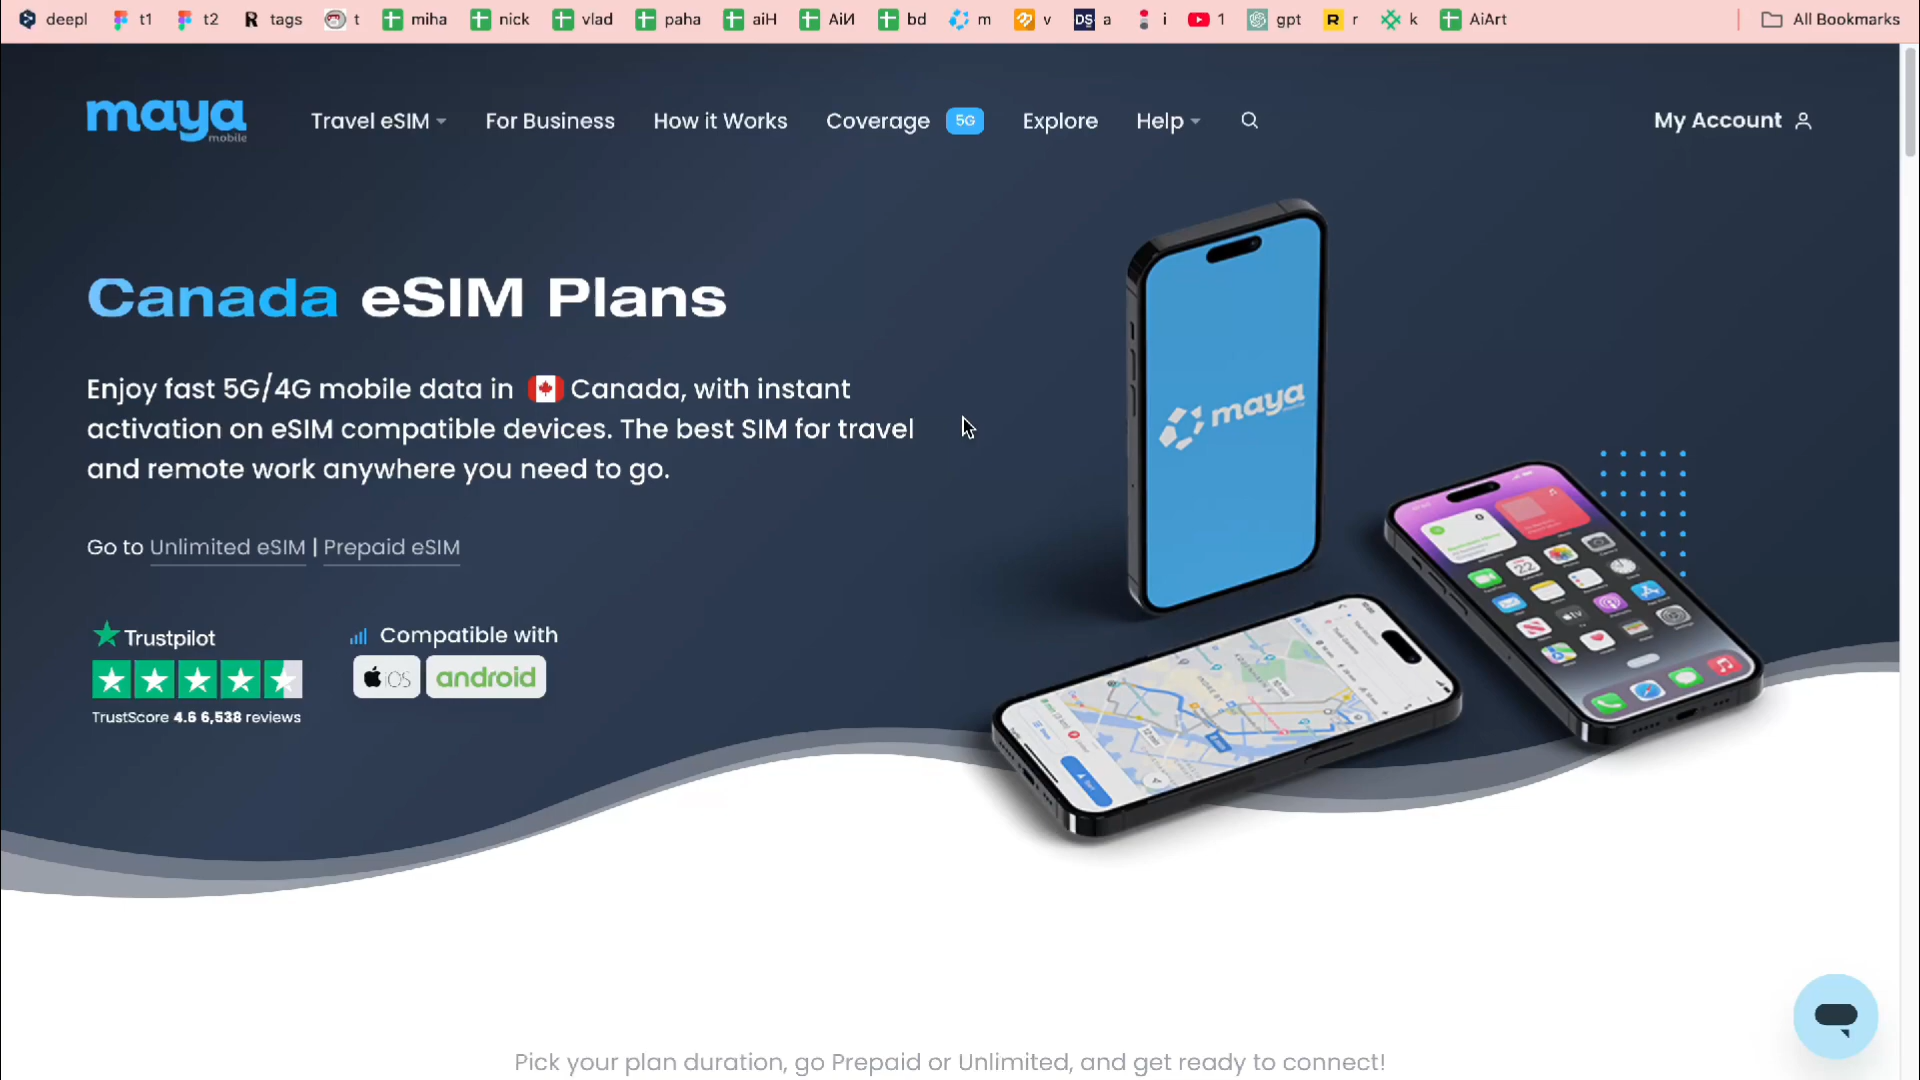 deepl t1 t2 tags t miha nick vlad paha aiH AiИ bd m v a i 1 gpt r k AiArt All Bookmarks
maya mobile
Travel eSIM For Business How it Works Coverage 5G Explore Help My Account
Canada eSIM Plans
Enjoy fast 5G/4G mobile data in Canada, with instant
activation on eSIM compatible devices. The best SIM for travel
and remote work anywhere you need to go.
Go to Unlimited eSIM | Prepaid eSIM
Trustpilot
TrustScore 4.6 6,538 reviews
Compatible with
iOS android
maya
Pick your plan duration, go Prepaid or Unlimited, and get ready to connect!